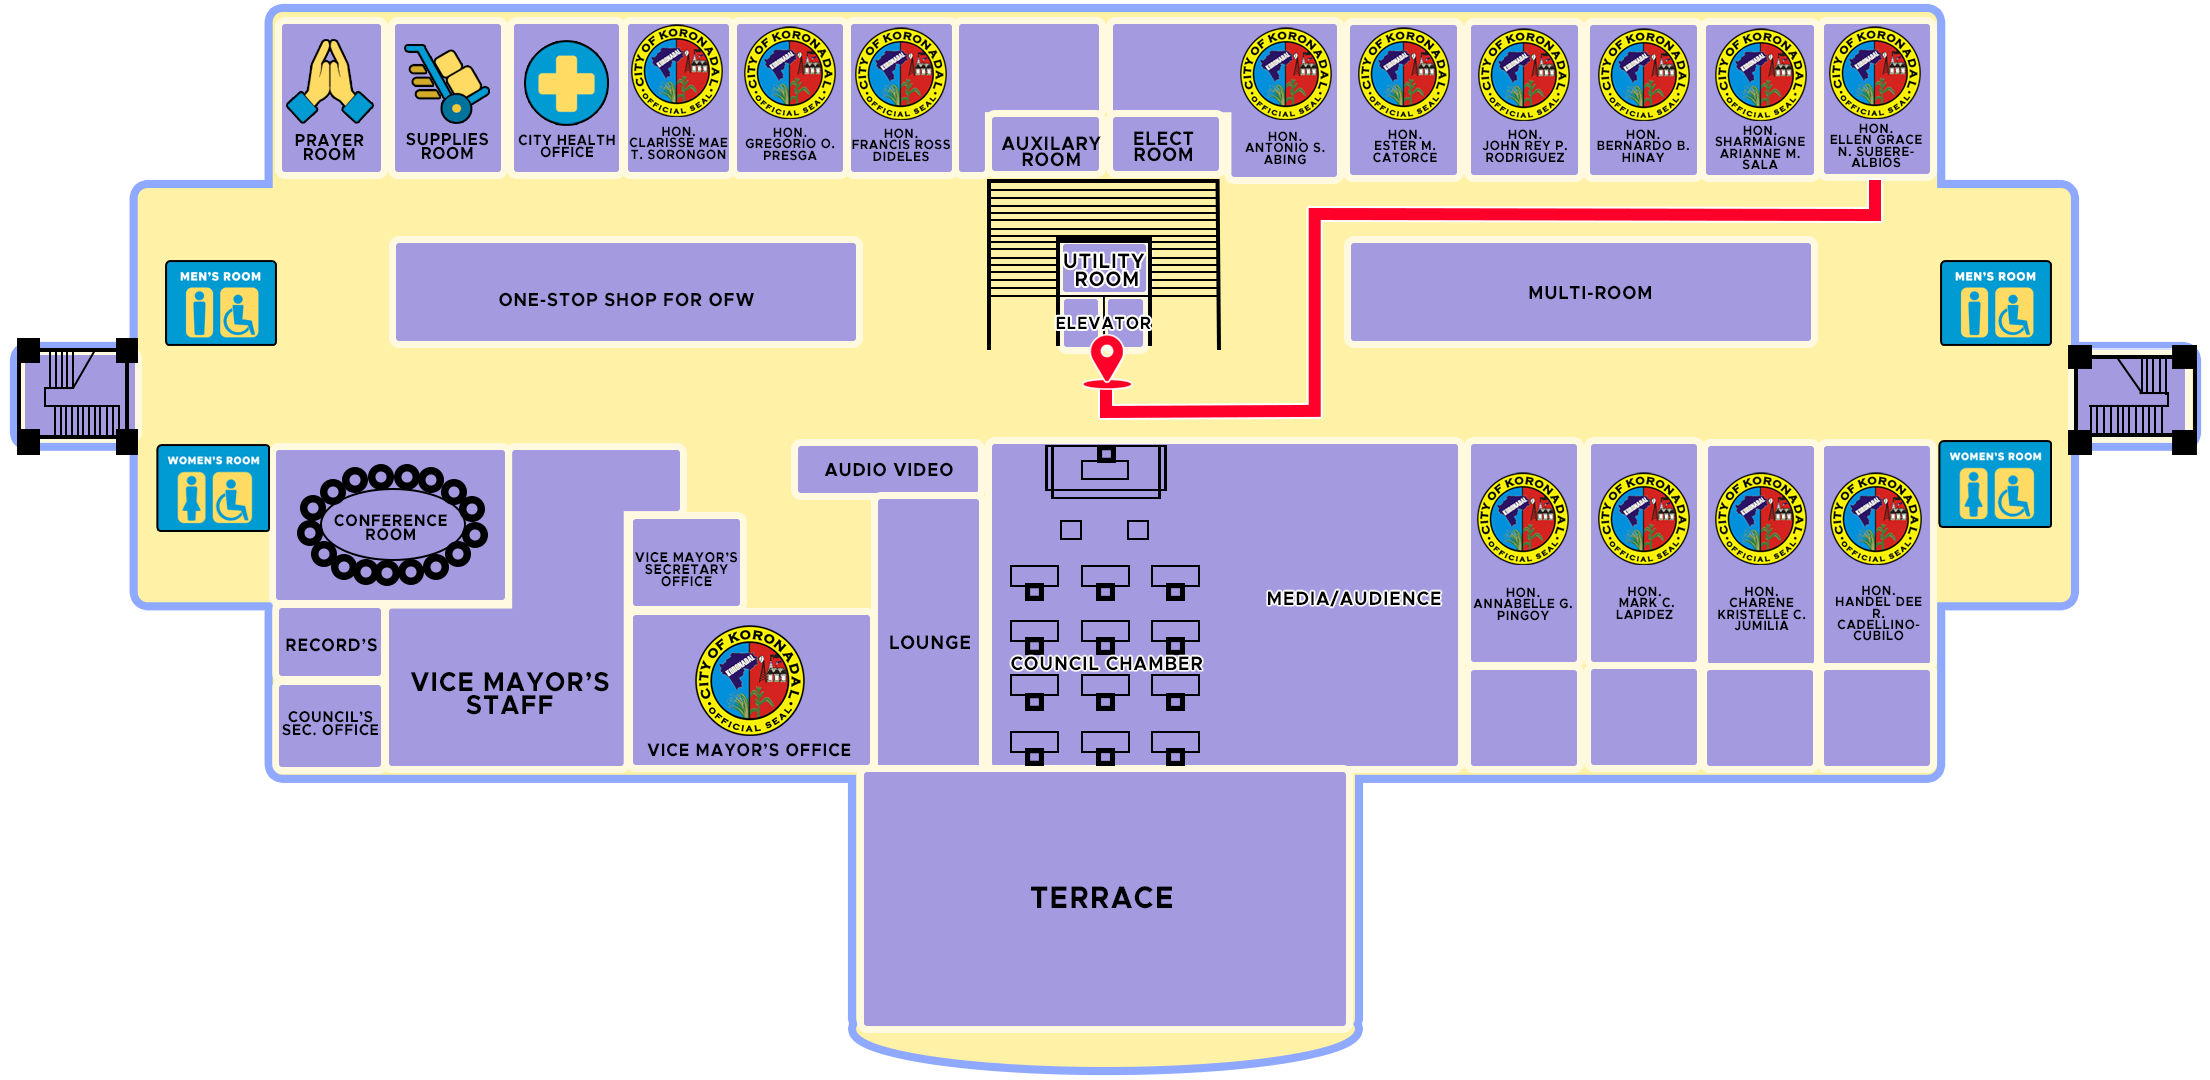 PRAYER
ROOM
SUPPLIES
ROOM
CITY HEALTH
OFFICE
CITY OF KORONADAL
OFFICIAL SEAL
HON.
CLARISSE MAE
T. SORONGON
CITY OF KORONADAL
OFFICIAL SEAL
HON.
GREGORIO O.
PRESGA
CITY OF KORONADAL
OFFICIAL SEAL
HON.
FRANCIS ROSS
DIDELES
AUXILARY
ROOM
ELECT
ROOM
CITY OF KORONADAL
OFFICIAL SEAL
HON.
ANTONIO S.
ABING
CITY OF KORONADAL
OFFICIAL SEAL
HON.
ESTER M.
CATORCE
CITY OF KORONADAL
OFFICIAL SEAL
HON.
JOHN REY P.
RODRIGUEZ
CITY OF KORONADAL
OFFICIAL SEAL
HON.
BERNARDO B.
HINAY
CITY OF KORONADAL
OFFICIAL SEAL
HON.
SHARMAIGNE
ARIANNE M.
SALA
CITY OF KORONADAL
OFFICIAL SEAL
HON.
ELLEN GRACE
N. SUBERE-
ALBIOS
MEN'S ROOM
ONE-STOP SHOP FOR OFW
UTILITY
ROOM
ELEVATOR
MULTI-ROOM
MEN'S ROOM
WOMEN'S ROOM
CONFERENCE
ROOM
AUDIO VIDEO
VICE MAYOR'S
SECRETARY
OFFICE
RECORD'S
COUNCIL'S
SEC. OFFICE
VICE MAYOR'S
STAFF
CITY OF KORONADAL
KORONADAL
OFFICIAL SEAL
VICE MAYOR'S OFFICE
LOUNGE
MEDIA/AUDIENCE
COUNCIL CHAMBER
CITY OF KORONADAL
OFFICIAL SEAL
HON.
ANNABELLE G.
PINGOY
CITY OF KORONADAL
OFFICIAL SEAL
HON.
MARK C.
LAPIDEZ
CITY OF KORONADAL
OFFICIAL SEAL
HON.
CHARENE
KRISTELLE C.
JUMILIA
CITY OF KORONADAL
OFFICIAL SEAL
HON.
HANDEL DEE
R.
CADELLINO-
CUBILO
WOMEN'S ROOM
TERRACE